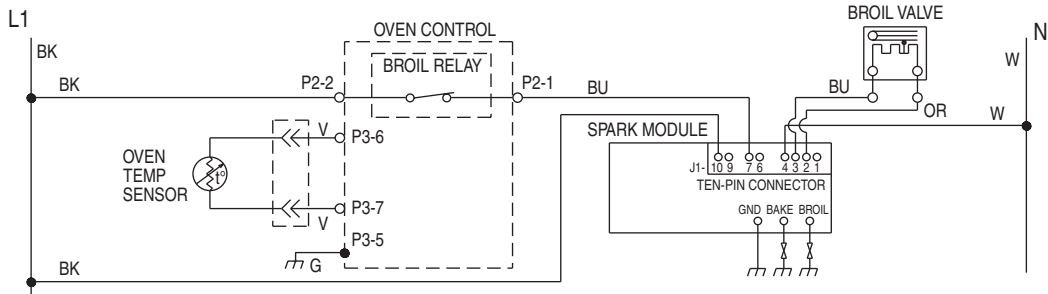 L1
BROIL VALVE
OVEN CONTROL
N
BK
BROIL RELAY
W
BK
P2-2
P2-1
BU
BU
OR
W
V
P3-6
SPARK MODULE
OVEN
TEMP
SENSOR
t°
J1-
10 9 7 6 4 3 2 1
TEN-PIN CONNECTOR
P3-7
V
GND BAKE BROIL
P3-5
G
BK